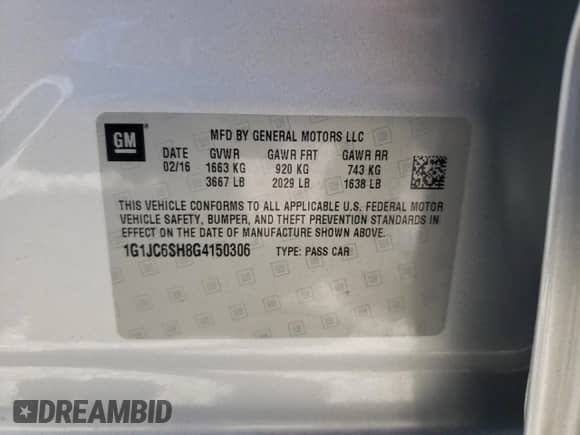 GM
MFD BY GENERAL MOTORS LLC
DATE GVWR GAWR FRT GAWR RR
02/16 1663 KG 920 KG 743 KG
3667 LB 2029 LB 1638 LB
THIS VEHICLE CONFORMS TO ALL APPLICABLE U.S. FEDERAL MOTOR
VEHICLE SAFETY, BUMPER, AND THEFT PREVENTION STANDARDS
IN EFFECT ON THE DATE OF MANUFACTURE SHOWN ABOVE.
1G1JC6SH8G4150306 TYPE: PASS CAR
DREAMBID